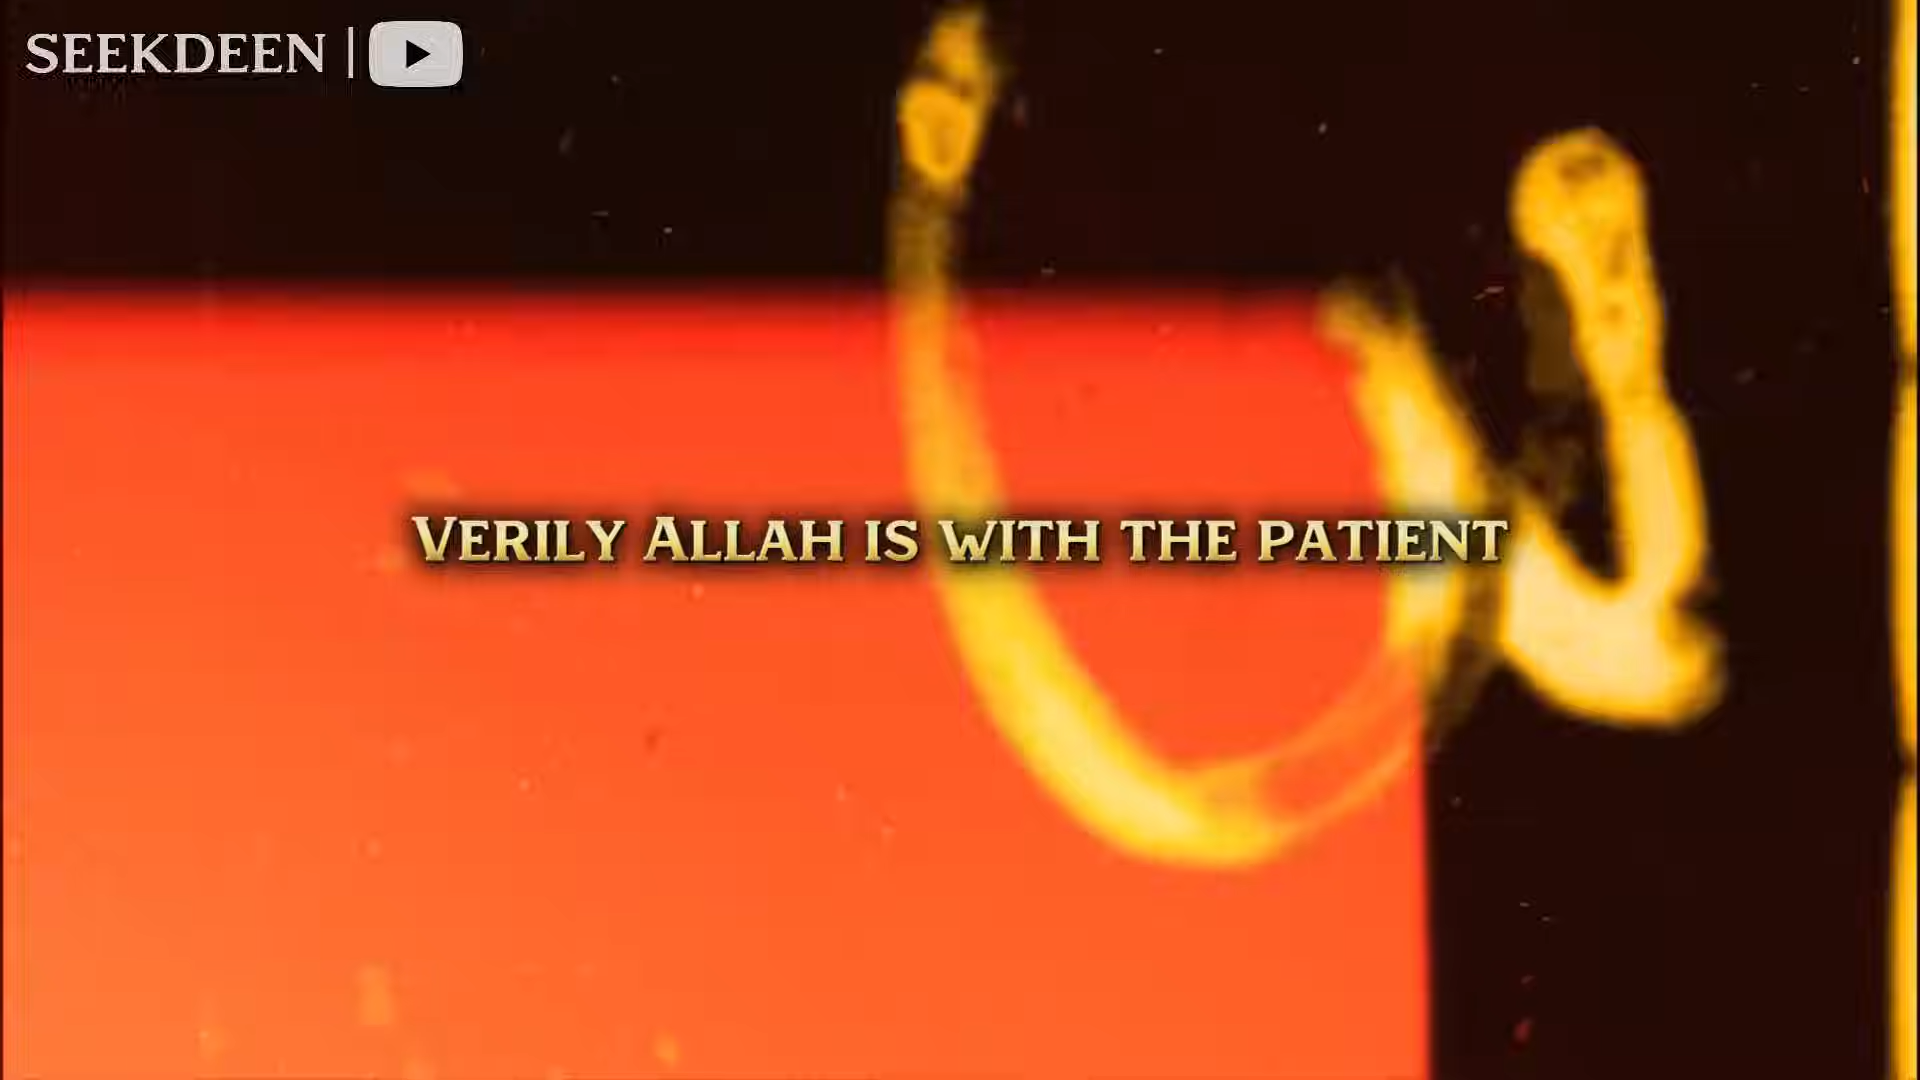 SEEKDEEN |
VERILY ALLAH IS WITH THE PATIENT